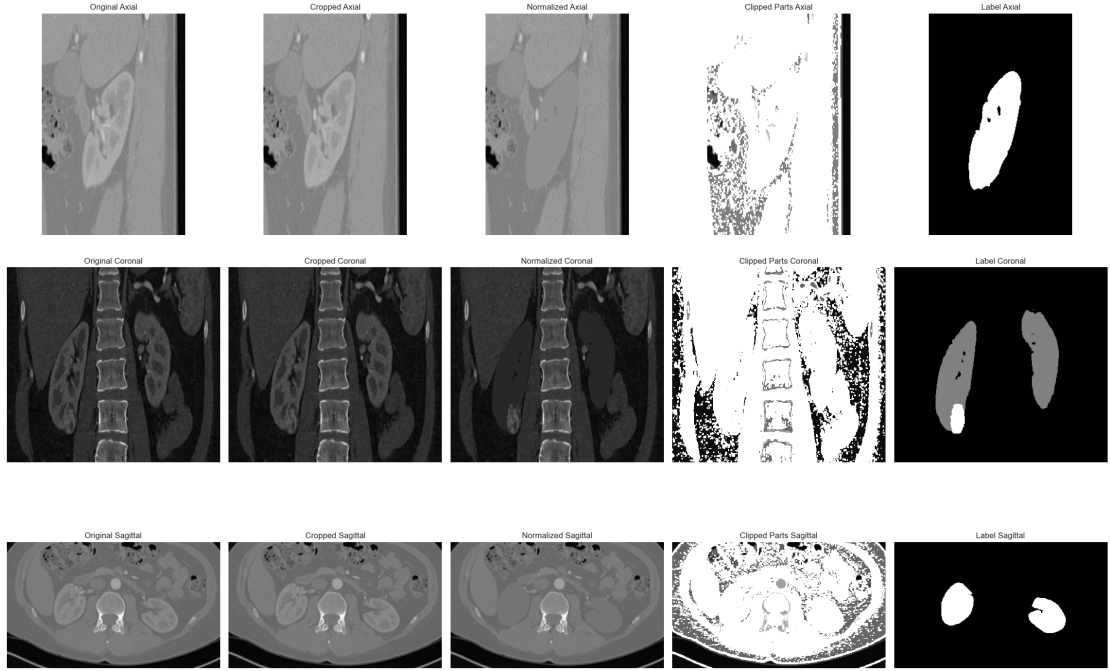 Original Axial
Cropped Axial
Normalized Axial
Clipped Parts Axial
Label Axial
Original Coronal
Cropped Coronal
Normalized Coronal
Clipped Parts Coronal
Label Coronal
Original Sagittal
Cropped Sagittal
Normalized Sagittal
Clipped Parts Sagittal
Label Sagittal